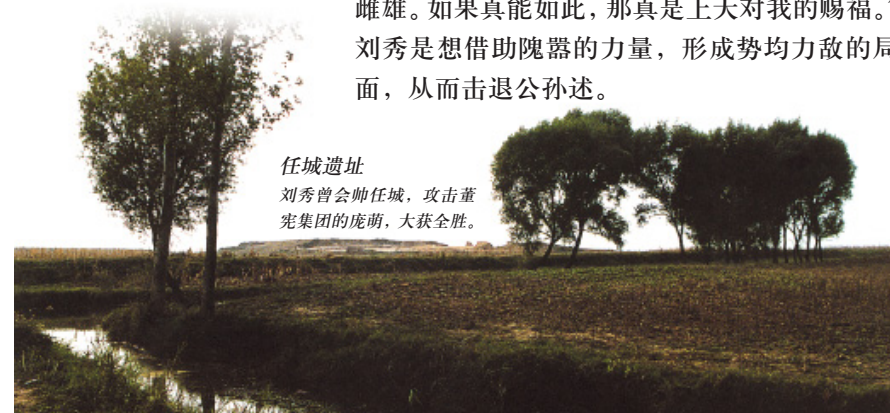 雌雄。如果真能如此，那真是上天对我的赐福。
刘秀是想借助隗嚣的力量，形成势均力敌的局
面，从而击退公孙述。
任城遗址
刘秀曾会帅任城，攻击董
宪集团的庞萌，大获全胜。